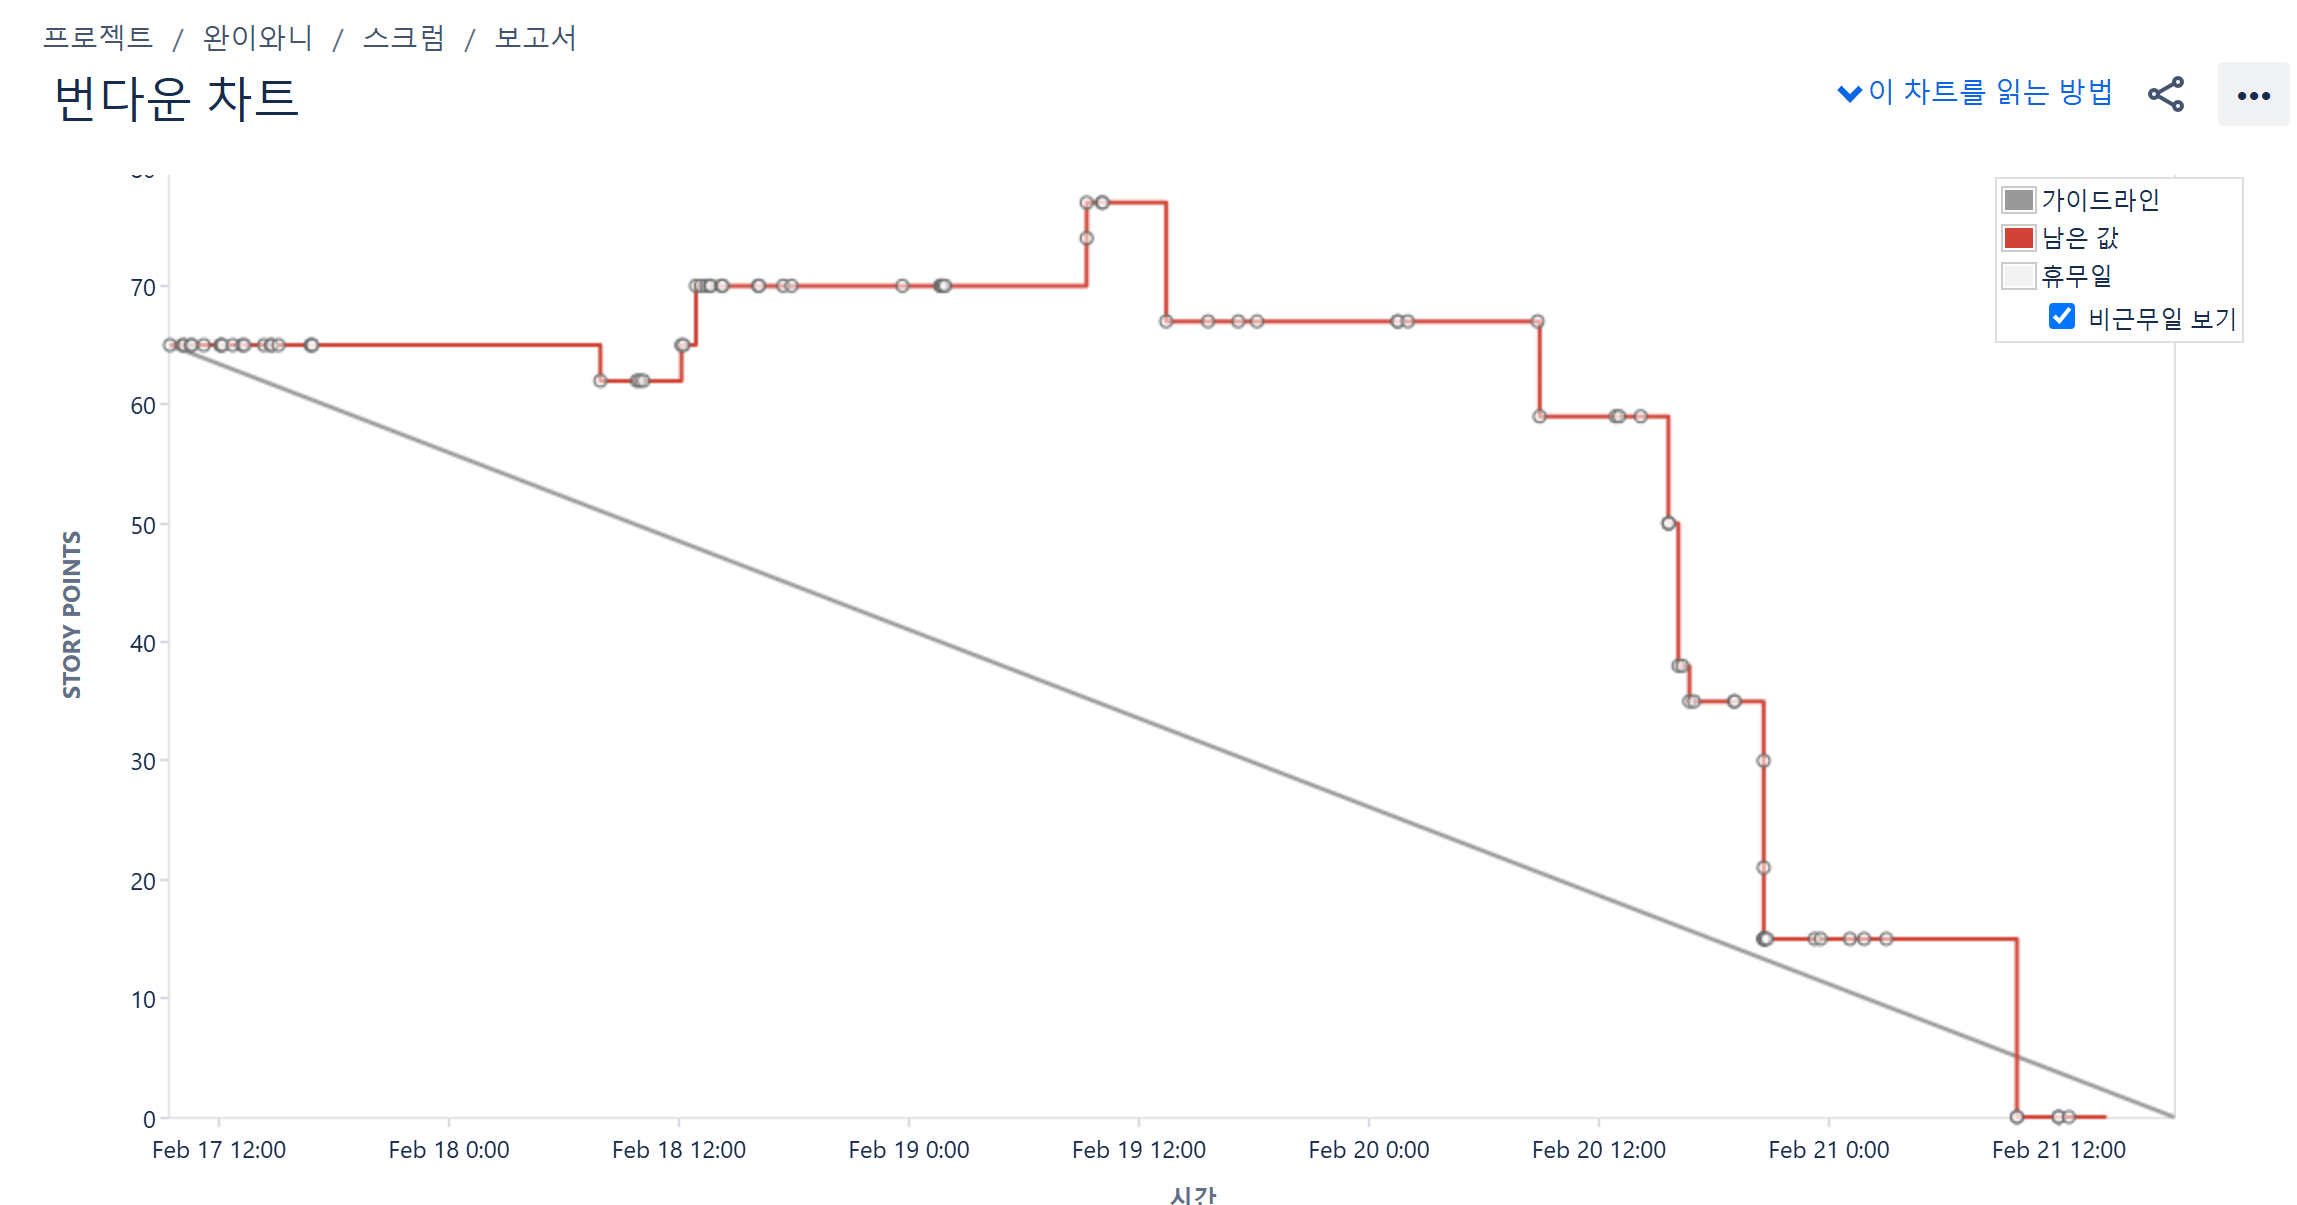 프로젝트 / 완이와니 / 스크럼 / 보고서
번다운 차트
이 차트를 읽는 방법
가이드라인
남은 값
휴무일
비근무일 보기
70
60
50
40
30
20
10
0
STORY POINTS
Feb 17 12:00 Feb 18 0:00 Feb 18 12:00 Feb 19 0:00 Feb 19 12:00 Feb 20 0:00 Feb 20 12:00 Feb 21 0:00 Feb 21 12:00
시간